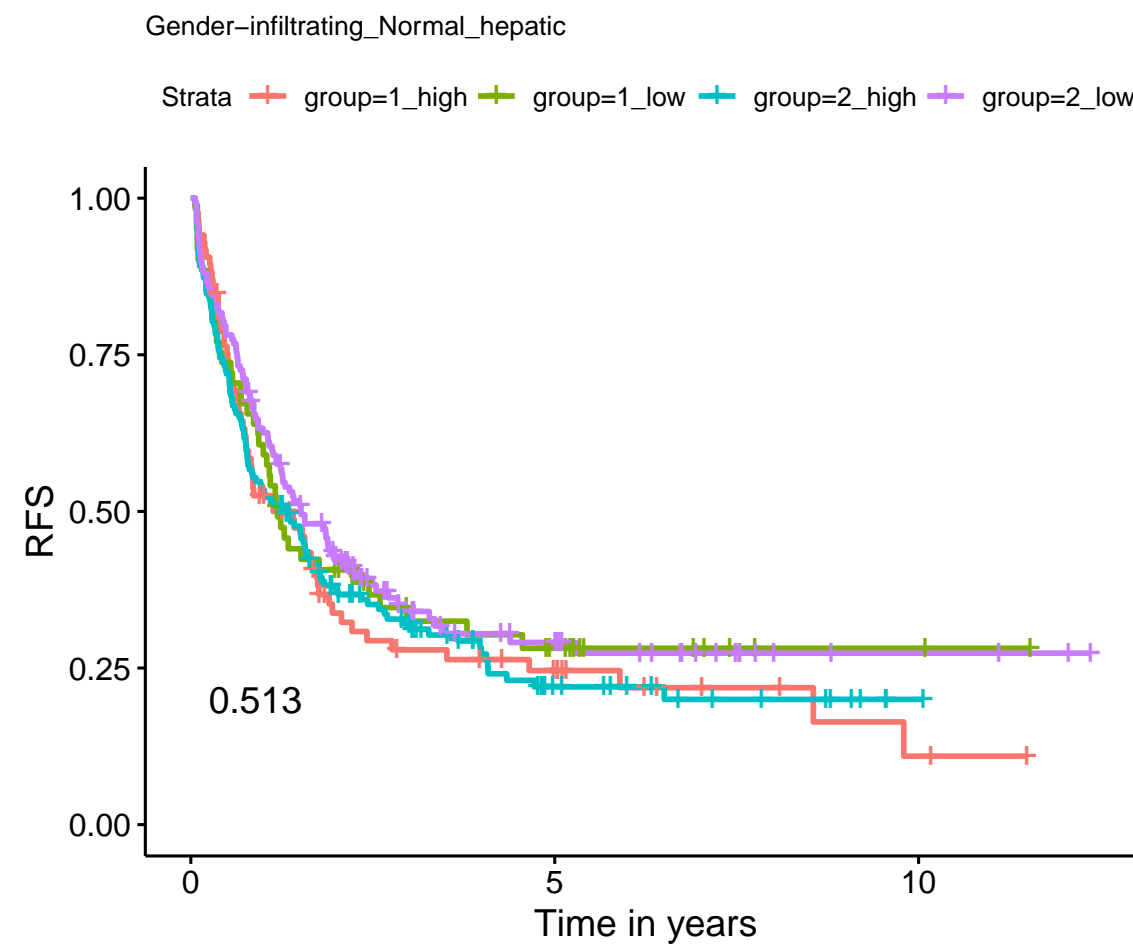 Gender−infiltrating_Normal_hepatic
Strata group=1_high group=1_low group=2_high group=2_low
1.00
0.75
0.50
0.25
0.00
RFS
0.513
0 5 10
Time in years